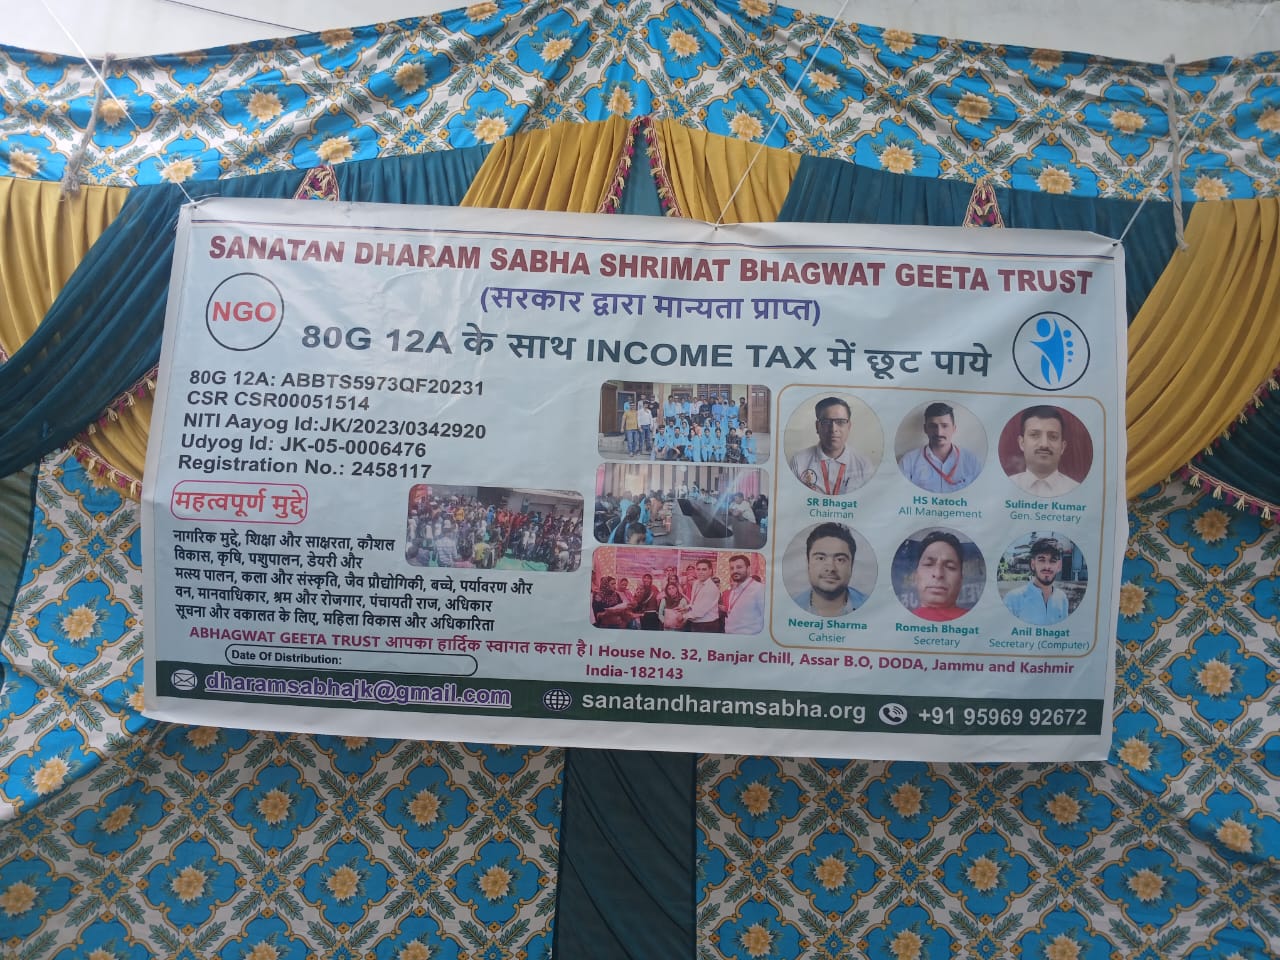 SANATAN DHARAM SABHA SHRIMAT BHAGWAT GEETA TRUST
(सरकार द्वारा मान्यता प्राप्त)
NGO
80G 12A के साथ INCOME TAX में छूट पाये
80G 12A: ABBTS5973QF20231
CSR CSR00051514
NITI Aayog Id:JK/2023/0342920
Udyog Id: JK-05-0006476
Registration No.: 2458117
महत्वपूर्ण मुद्दे
नागरिक मुद्दे, शिक्षा और साक्षरता, कौशल
विकास, कृषि, पशुपालन, डेयरी और
मत्स्य पालन, कला और संस्कृति, जैव प्रौद्योगिकी, बच्चे, पर्यावरण और
वन, मानवाधिकार, श्रम और रोजगार, पंचायती राज, अधिकार
सूचना और वकालत के लिए, महिला विकास और अधिकारिता
SR Bhagat
Chairman
HS Katoch
All Management
Sulinder Kumar
Gen. Secretary
Neeraj Sharma
Cahsier
Romesh Bhagat
Secretary
Anil Bhagat
Secretary (Computer)
ABHAGWAT GEETA TRUST आपका हार्दिक स्वागत करता है। House No. 32, Banjar Chill, Assar B.O, DODA, Jammu and Kashmir
India-182143
Date Of Distribution:
dharamsabhajk@gmail.com
sanatandharamsabha.org
+91 95969 92672